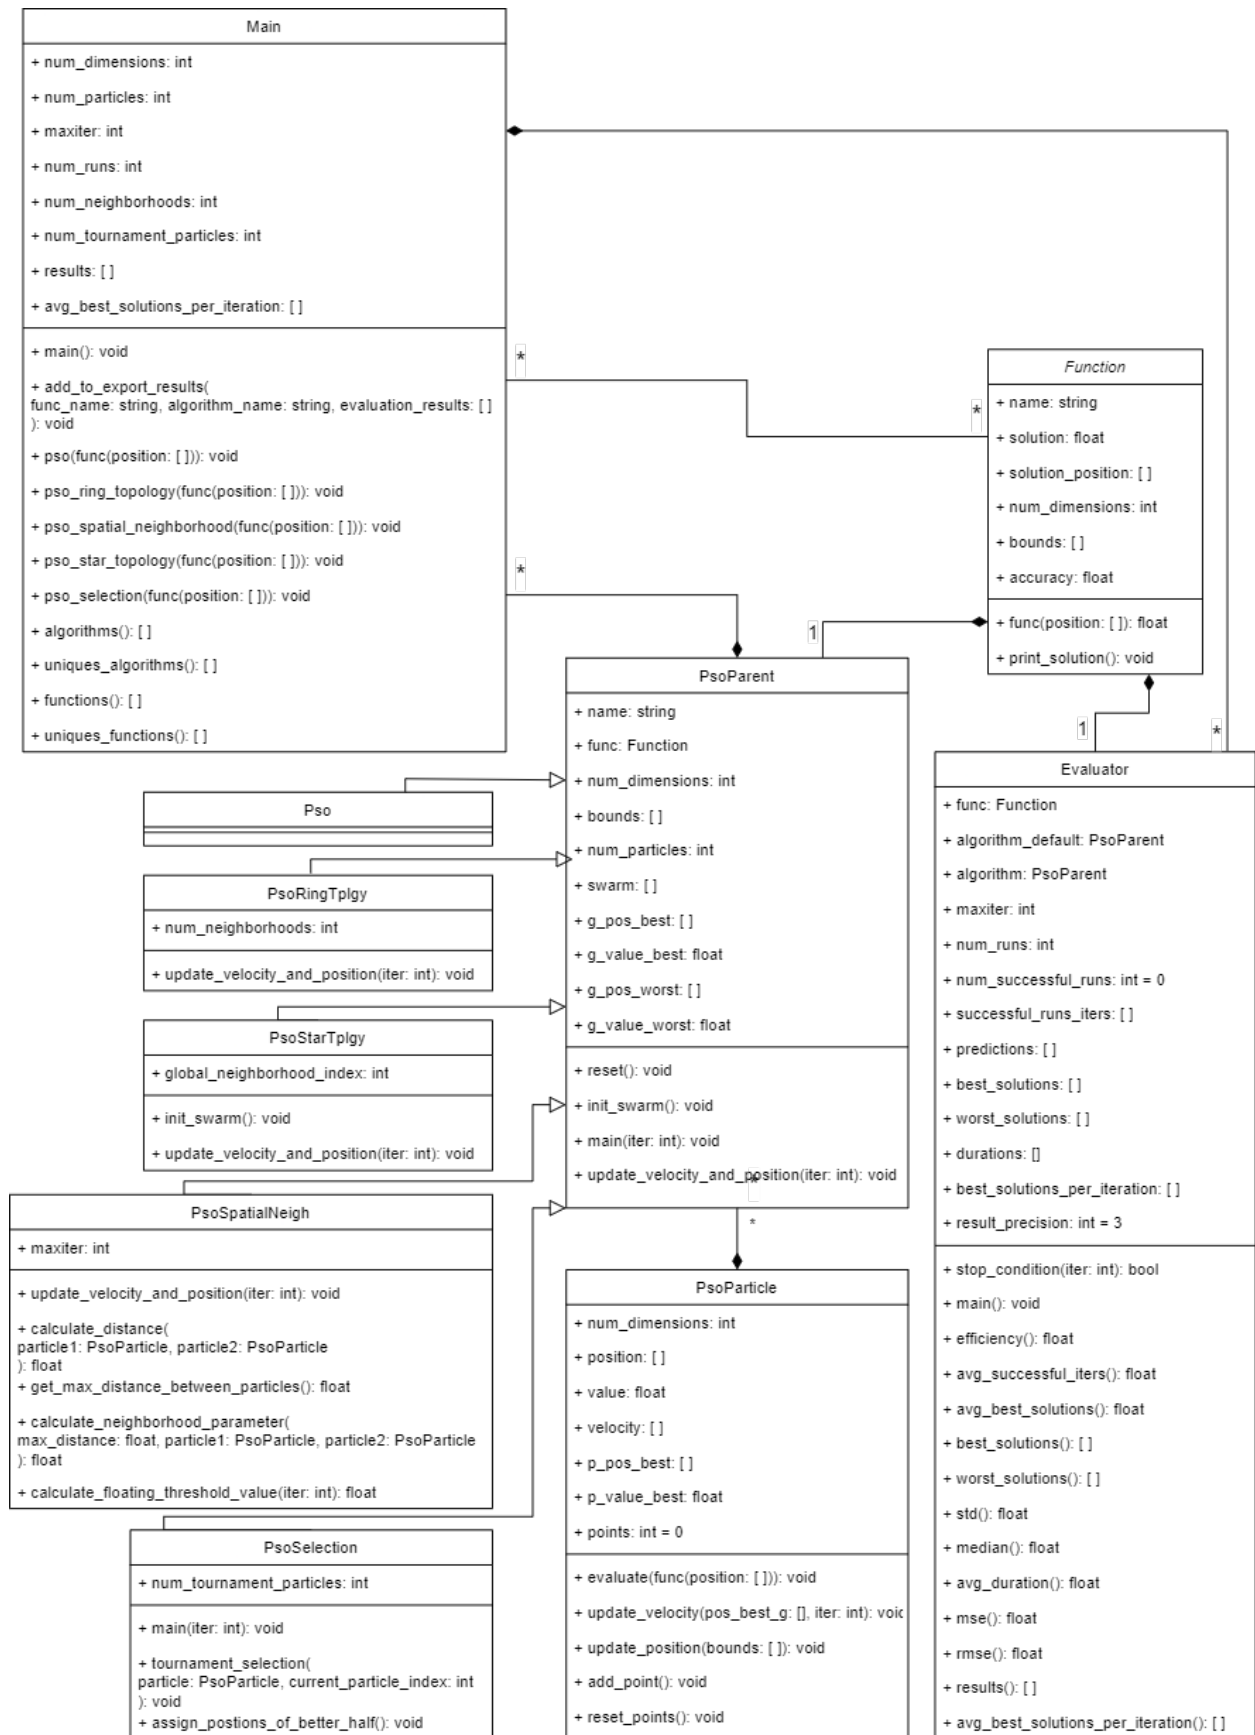 Main
+ num_dimensions: int
+ num_particles: int
+ maxiter: int
+ num_runs: int
+ num_neighborhoods: int
+ num_tournament_particles: int
+ results: [ ]
+ avg_best_solutions_per_iteration: [ ]
+ main(): void
+ add_to_export_results(
func_name: string, algorithm_name: string, evaluation_results: [ ]
): void
+ pso(func(position: [ ])): void
+ pso_ring_topology(func(position: [ ])): void
+ pso_spatial_neighborhood(func(position: [ ])): void
+ pso_star_topology(func(position: [ ])): void
+ pso_selection(func(position: [ ])): void
+ algorithms(): [ ]
+ uniques_algorithms(): [ ]
+ functions(): [ ]
+ uniques_functions(): [ ]
*
*
*
1
1
*
Function
+ name: string
+ solution: float
+ solution_position: [ ]
+ num_dimensions: int
+ bounds: [ ]
+ accuracy: float
+ func(position: [ ]): float
+ print_solution(): void
PsoParent
+ name: string
+ func: Function
+ num_dimensions: int
+ bounds: [ ]
+ num_particles: int
+ swarm: [ ]
+ g_pos_best: [ ]
+ g_value_best: float
+ g_pos_worst: [ ]
+ g_value_worst: float
+ reset(): void
+ init_swarm(): void
+ main(iter: int): void
+ update_velocity_and_position(iter: int): void
*
*
Pso
PsoRingTplgy
+ num_neighborhoods: int
+ update_velocity_and_position(iter: int): void
PsoStarTplgy
+ global_neighborhood_index: int
+ init_swarm(): void
+ update_velocity_and_position(iter: int): void
PsoSpatialNeigh
+ maxiter: int
+ update_velocity_and_position(iter: int): void
+ calculate_distance(
particle1: PsoParticle, particle2: PsoParticle
): float
+ get_max_distance_between_particles(): float
+ calculate_neighborhood_parameter(
max_distance: float, particle1: PsoParticle, particle2: PsoParticle
): float
+ calculate_floating_threshold_value(iter: int): float
PsoSelection
+ num_tournament_particles: int
+ main(iter: int): void
+ tournament_selection(
particle: PsoParticle, current_particle_index: int
): void
+ assign_postions_of_better_half(): void
PsoParticle
+ num_dimensions: int
+ position: [ ]
+ value: float
+ velocity: [ ]
+ p_pos_best: [ ]
+ p_value_best: float
+ points: int = 0
+ evaluate(func(position: [ ])): void
+ update_velocity(pos_best_g: [], iter: int): void
+ update_position(bounds: [ ]): void
+ add_point(): void
+ reset_points(): void
Evaluator
+ func: Function
+ algorithm_default: PsoParent
+ algorithm: PsoParent
+ maxiter: int
+ num_runs: int
+ num_successful_runs: int = 0
+ successful_runs_iters: [ ]
+ predictions: [ ]
+ best_solutions: [ ]
+ worst_solutions: [ ]
+ durations: []
+ best_solutions_per_iteration: [ ]
+ result_precision: int = 3
+ stop_condition(iter: int): bool
+ main(): void
+ efficiency(): float
+ avg_successful_iters(): float
+ avg_best_solutions(): float
+ best_solutions(): [ ]
+ worst_solutions(): [ ]
+ std(): float
+ median(): float
+ avg_duration(): float
+ mse(): float
+ rmse(): float
+ results(): [ ]
+ avg_best_solutions_per_iteration(): [ ]